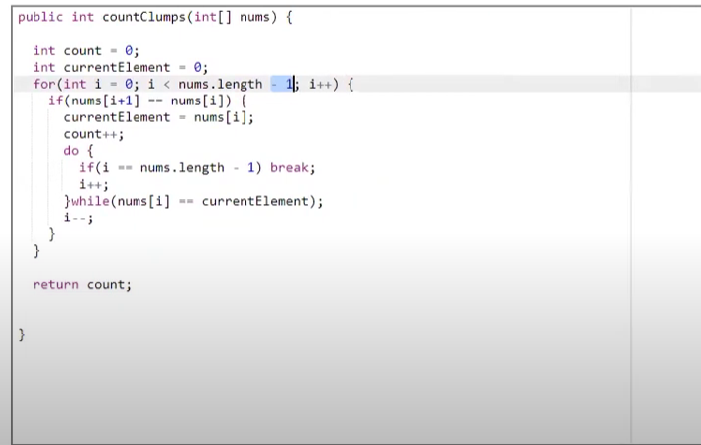 public int countClumps(int[] nums) {
int count = 0;
int currentElement = 0;
for(int i = 0; i < nums.length - 1; i++) {
if(nums[i+1] == nums[i]) {
currentElement = nums[i];
count++;
do {
if(i == nums.length - 1) break;
i++;
}while(nums[i] == currentElement);
i--;
}
}
return count;
}